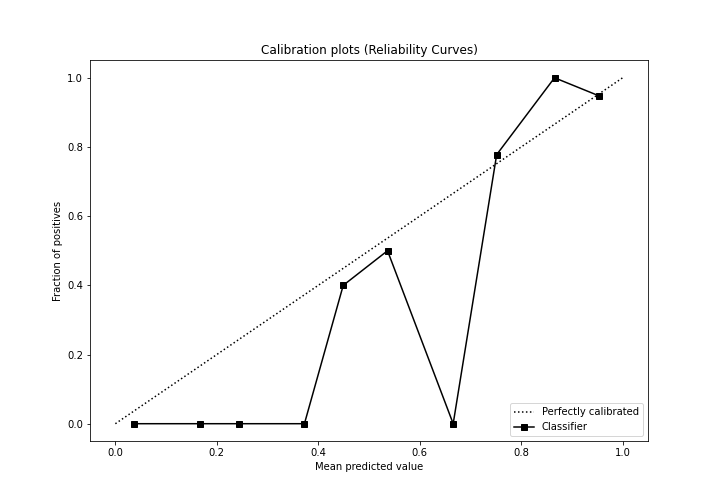 Calibration plots (Reliability Curves)
1.0
0.8
0.6
0.4
0.2
0.0
Fraction of positives
0.0 0.2 0.4 0.6 0.8 1.0
Mean predicted value
Perfectly calibrated
Classifier